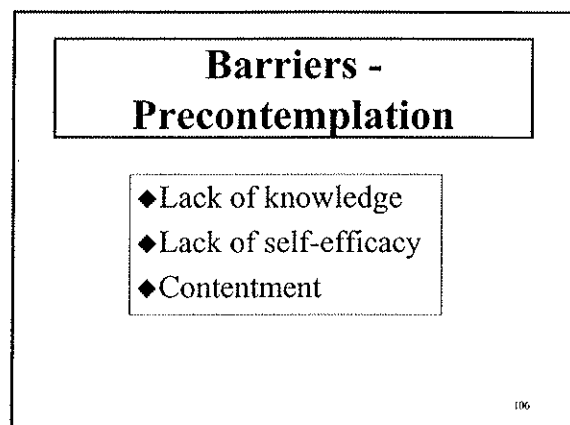 Barriers -
Precontemplation
◆Lack of knowledge
◆Lack of self-efficacy
◆Contentment
106